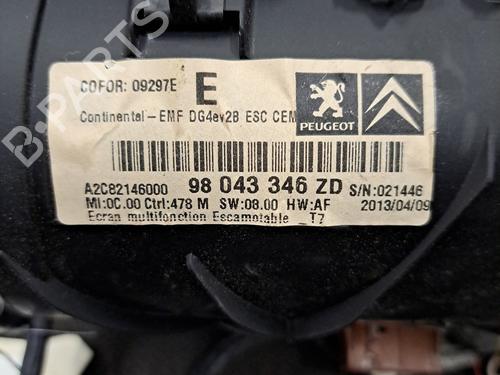 COFOR: 09297E E
Continental-EMF DG4ev2B ESC CEM
PEUGEOT
A2C82146000 98 043 346 ZD S/N:021446
MI:0C.00 Ctrl:478 M SW:08.00 HW:AF 2013/04/09
Ecran multifonction Escamotable _T7
B-PARTS